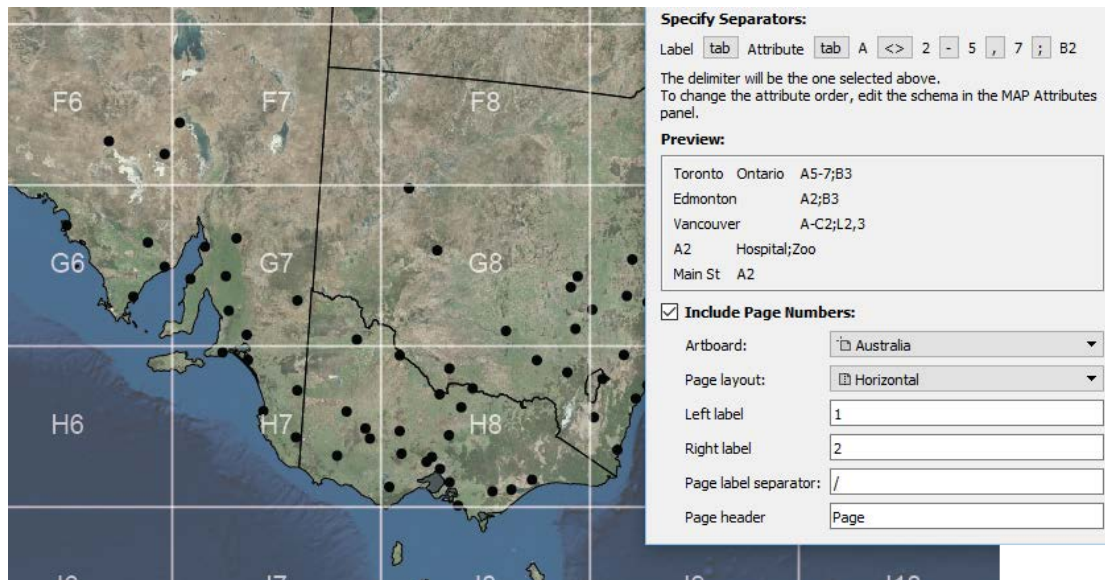 F6 F7 F8
G6 G7 G8
H6 H7 H8
Specify Separators:
Label tab Attribute tab A <> 2 - 5 , 7 ; B2
The delimiter will be the one selected above.
To change the attribute order, edit the schema in the MAP Attributes
panel.
Preview:
Toronto Ontario A5-7;B3
Edmonton A2;B3
Vancouver A-C2;L2,3
A2 Hospital;Zoo
Main St A2
Include Page Numbers:
Artboard: Australia
Page layout: Horizontal
Left label 1
Right label 2
Page label separator: /
Page header Page